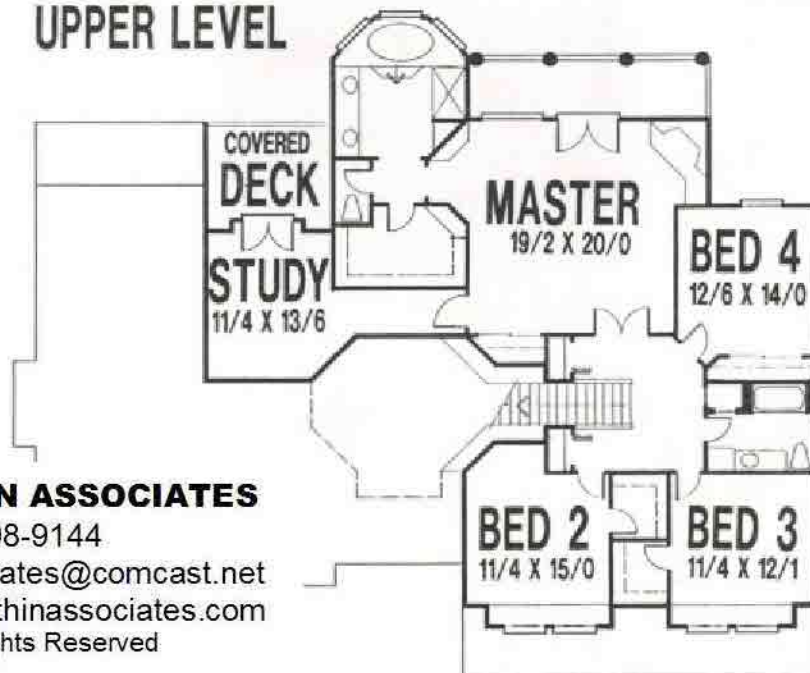 UPPER LEVEL
COVERED
DECK
MASTER
19/2 X 20/0
BED 4
12/6 X 14/0
STUDY
11/4 X 13/6
N ASSOCIATES
98-9144
ates@comcast.net
thinassociates.com
hts Reserved
BED 2
11/4 X 15/0
BED 3
11/4 X 12/1